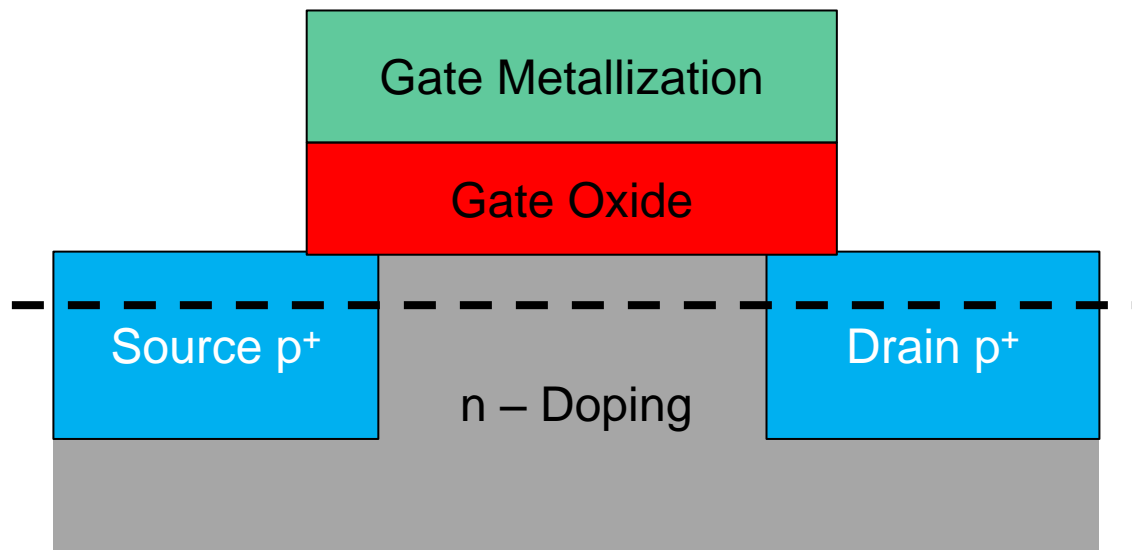 Gate Metallization
Gate Oxide
Source p⁺
Drain p⁺
n – Doping